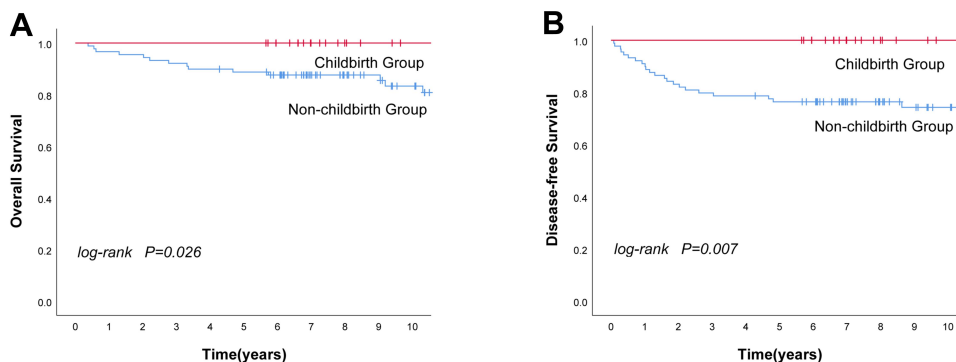 A
Overall Survival
1.0
0.8
0.6
0.4
0.2
0.0
Childbirth Group
Non-childbirth Group
log-rank P=0.026
0 1 2 3 4 5 6 7 8 9 10
Time(years)
B
Disease-free Survival
1.0
0.8
0.6
0.4
0.2
0.0
Childbirth Group
Non-childbirth Group
log-rank P=0.007
0 1 2 3 4 5 6 7 8 9 10
Time(years)